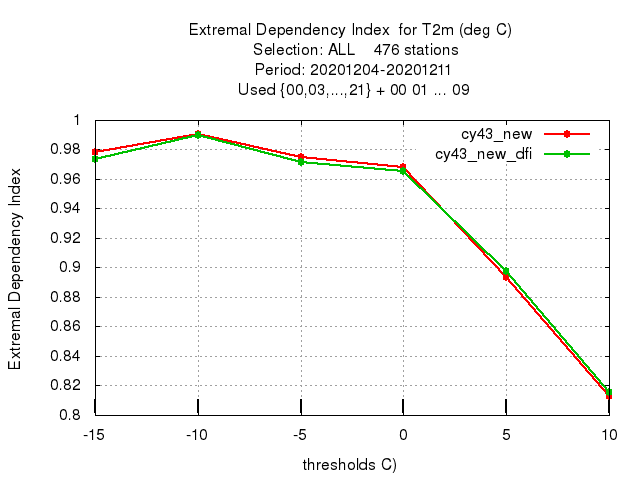 Extremal Dependency Index  for T2m (deg C)
Selection: ALL    476 stations
Period: 20201204-20201211
Used {00,03,...,21} + 00 01 ... 09
cy43_new
cy43_new_dfi
Extremal Dependency Index
1
0.98
0.96
0.94
0.92
0.9
0.88
0.86
0.84
0.82
0.8
-15 -10 -5 0 5 10
thresholds C)